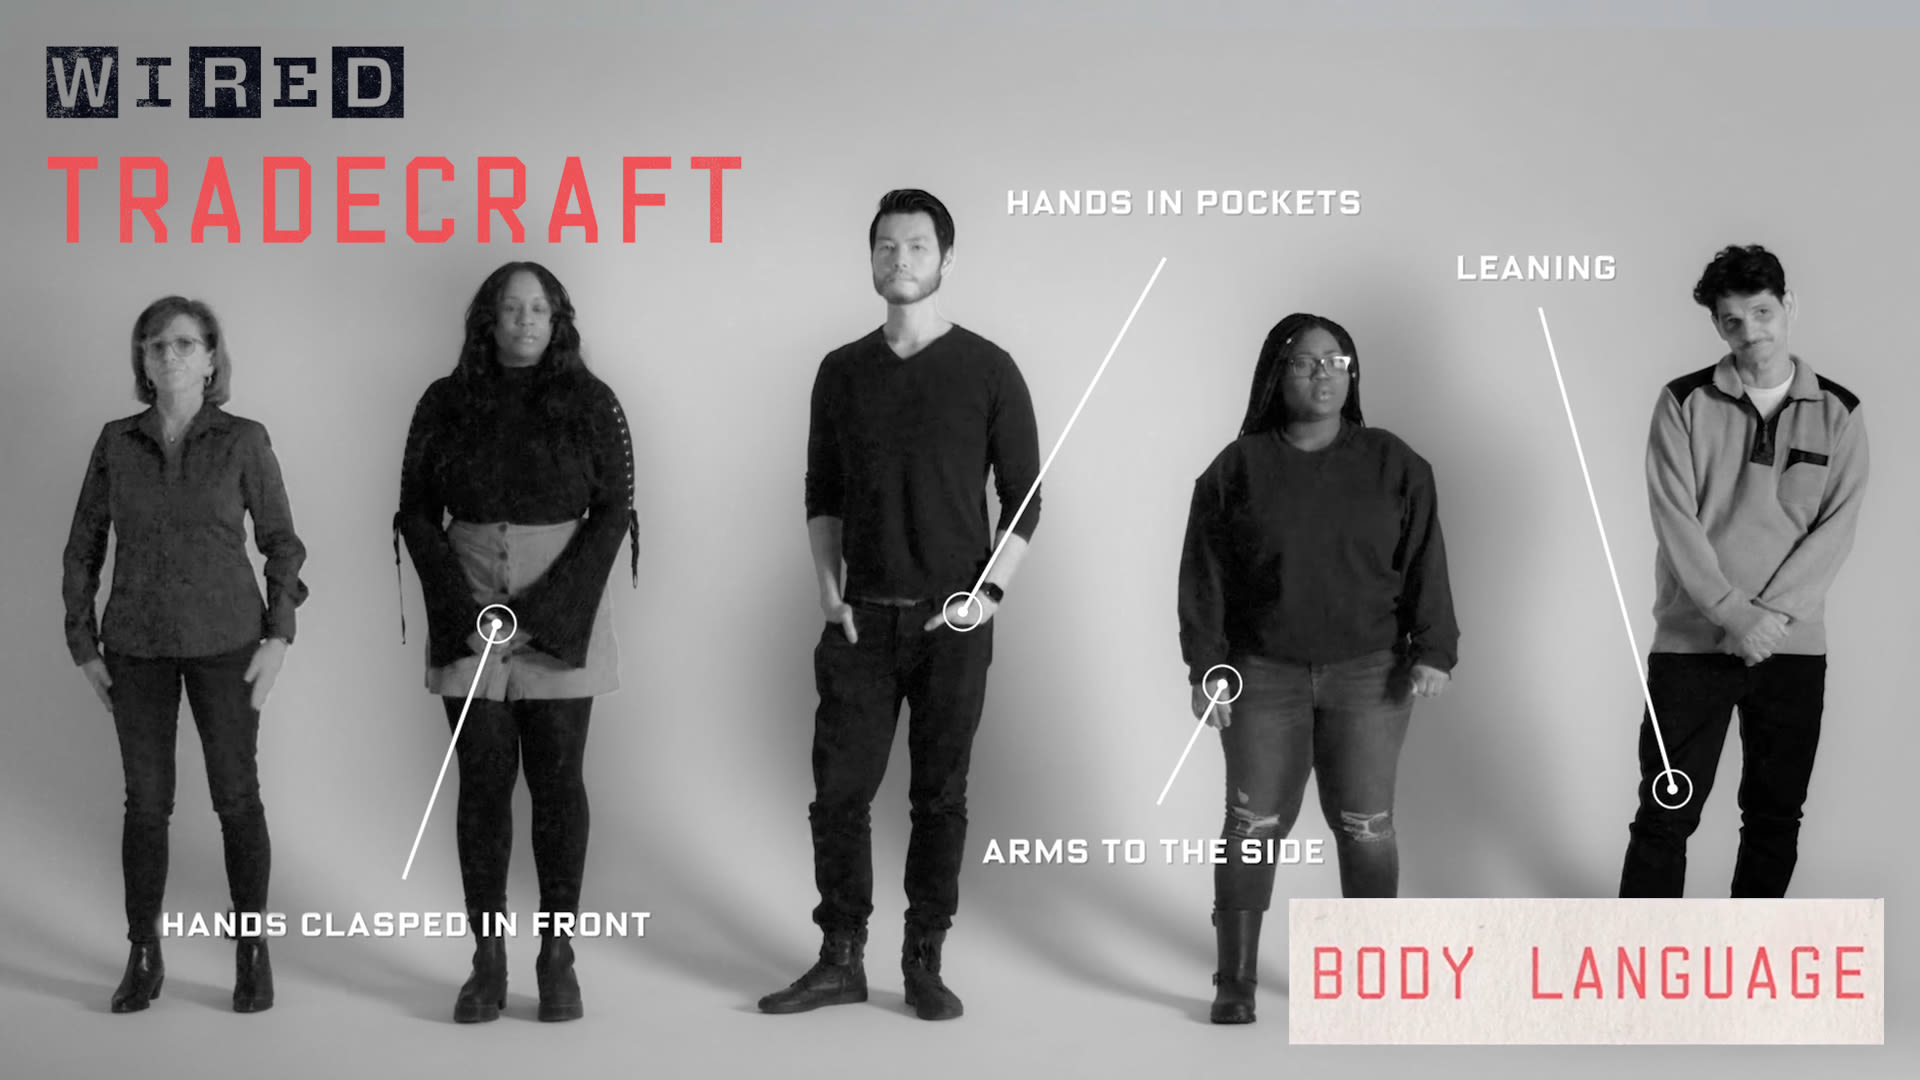 WIRED
TRADECRAFT
HANDS IN POCKETS
LEANING
ARMS TO THE SIDE
HANDS CLASPED IN FRONT
BODY LANGUAGE